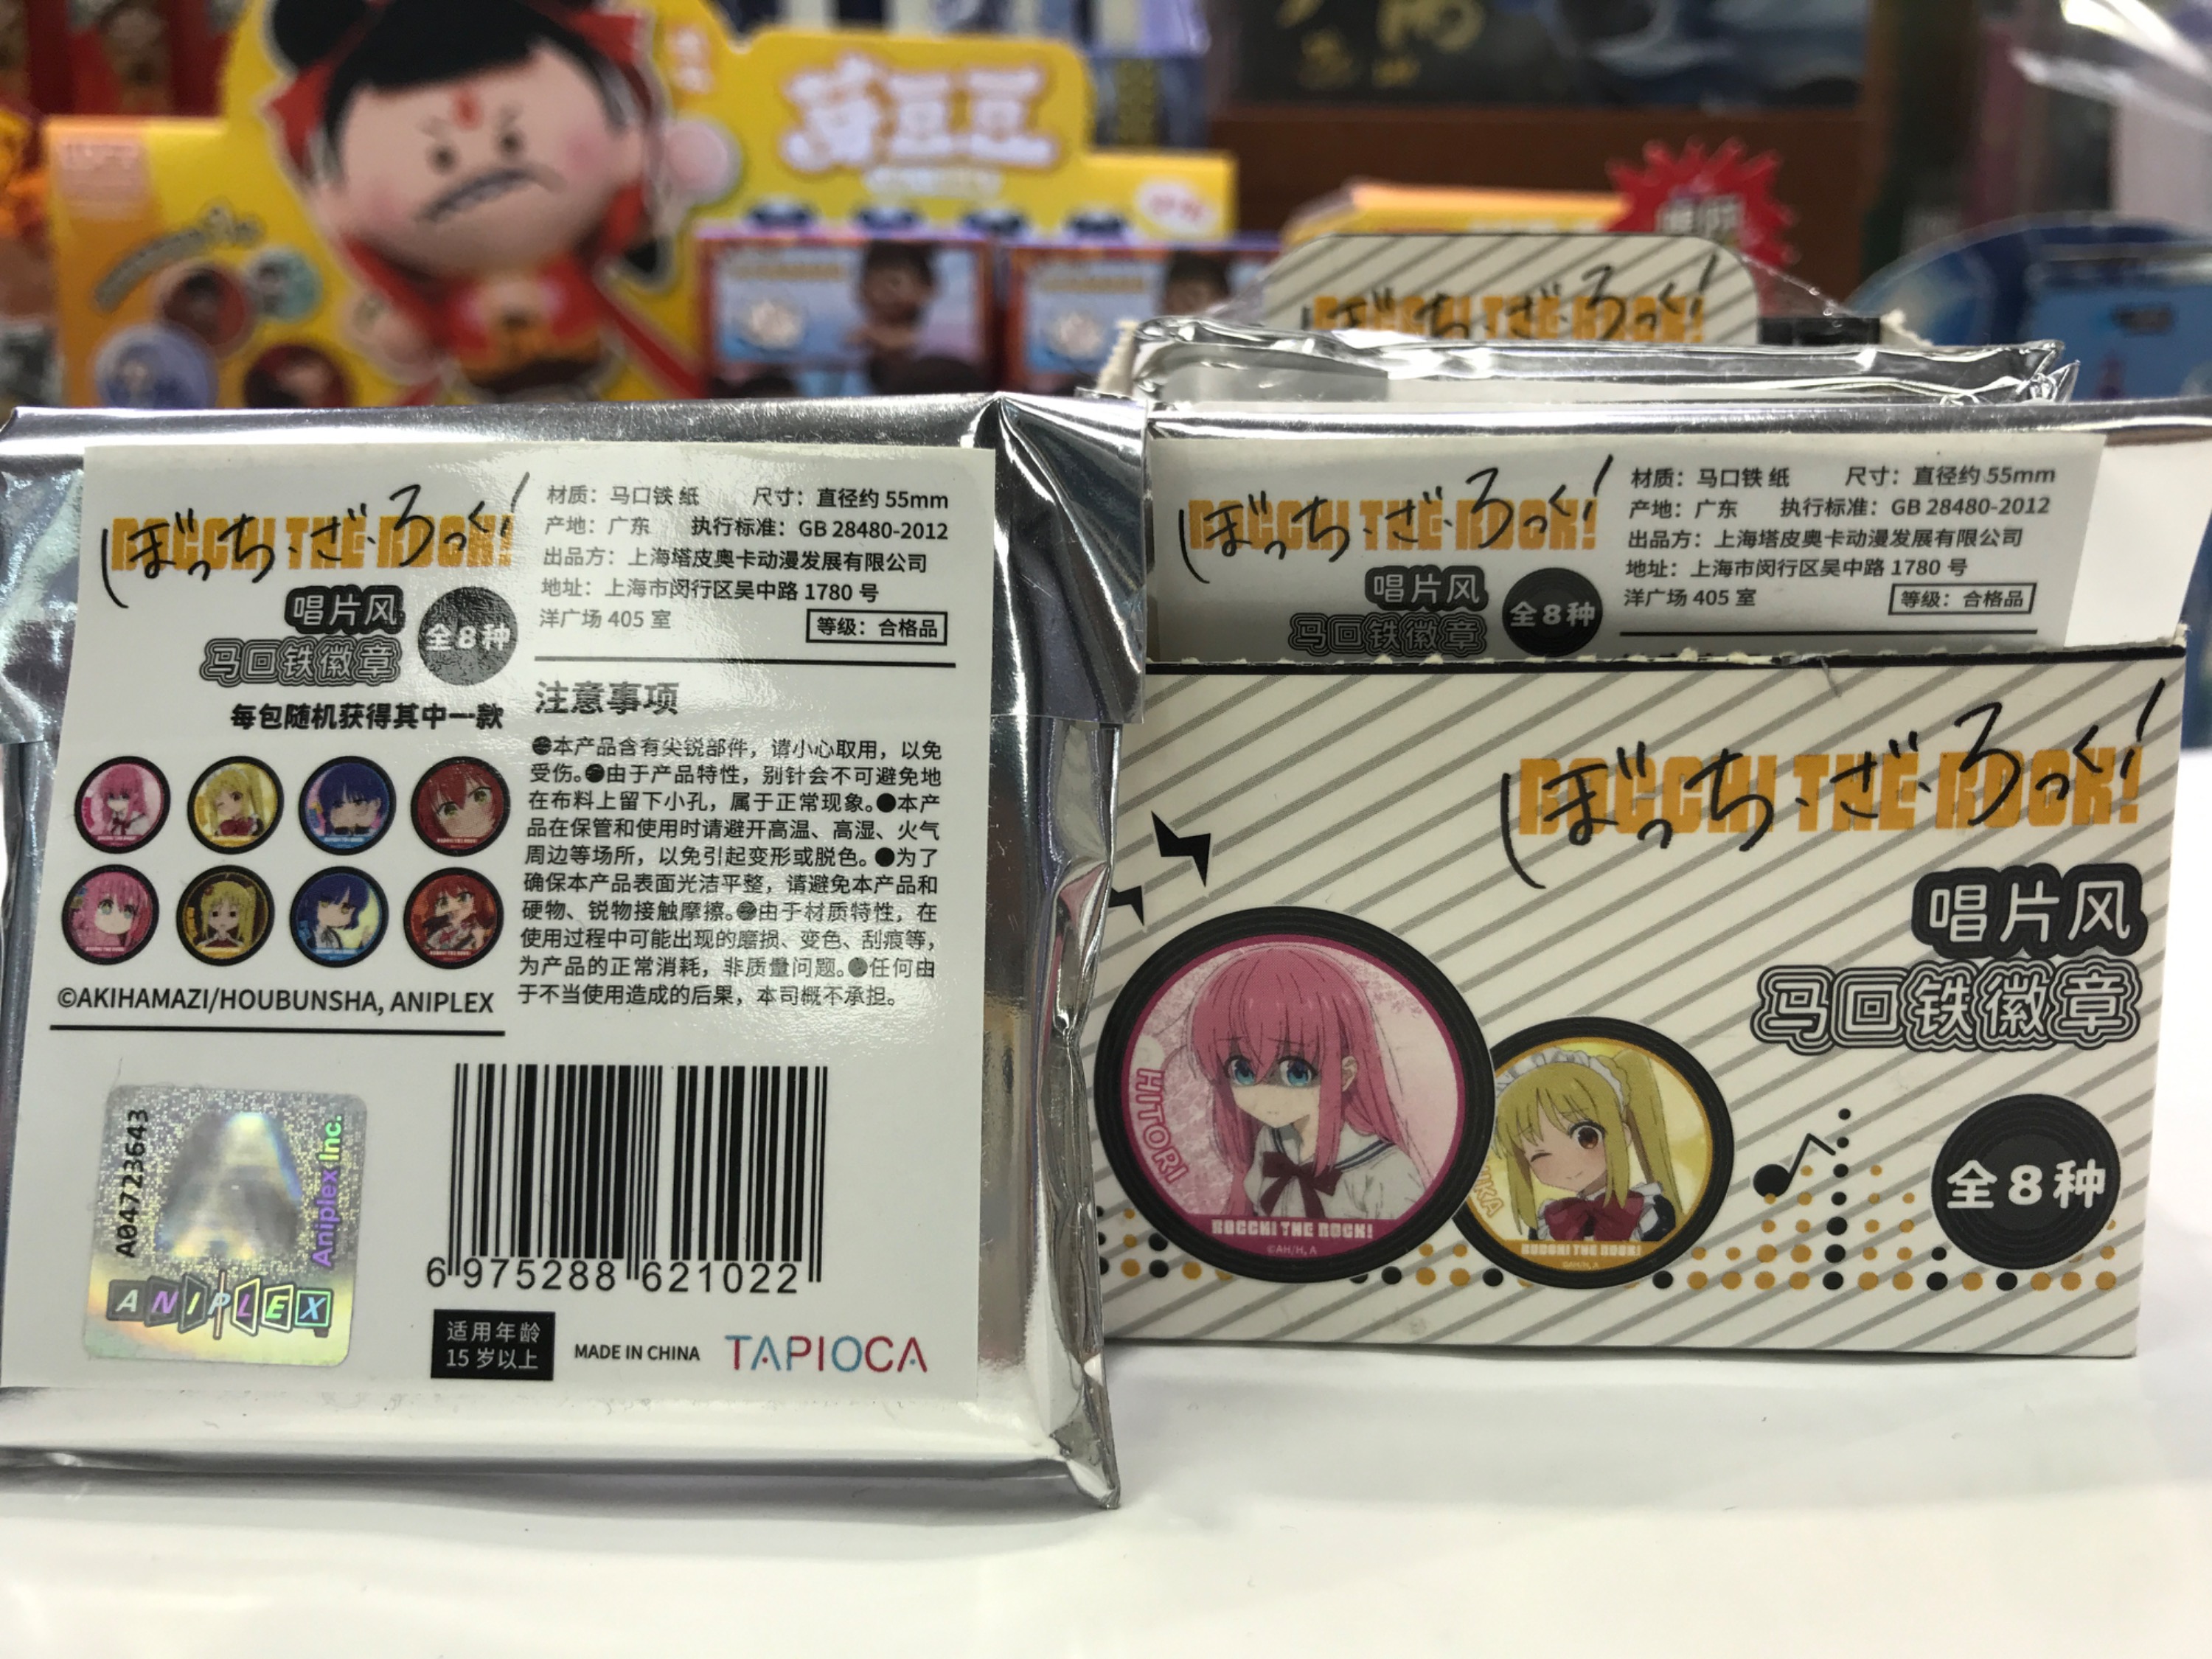 豆豆
ぼっち・ざ・ろっく!
BOCCHI THE ROCK!
ぼっち・ざ・ろっく!
BOCCHI THE ROCK!
唱片风
马口铁徽章
全8种
每包随机获得其中一款
©AKIHAMAZI/HOUBUNSHA, ANIPLEX
材质：马口铁 纸 尺寸：直径约 55mm
产地：广东 执行标准：GB 28480-2012
出品方：上海塔皮奥卡动漫发展有限公司
地址：上海市闵行区吴中路 1780 号
洋广场 405 室
等级：合格品
注意事项
●本产品含有尖锐部件，请小心取用，以免
受伤。●由于产品特性，别针会不可避免地
在布料上留下小孔，属于正常现象。●本产
品在保管和使用时请避开高温、高湿、火气
周边等场所，以免引起变形或脱色。●为了
确保本产品表面光洁平整，请避免本产品和
硬物、锐物接触摩擦。●由于材质特性，在
使用过程中可能出现的磨损、变色、刮痕等，
为产品的正常消耗，非质量问题。●任何由
于不当使用造成的后果，本司概不承担。
A04723643
Aniplex Inc.
ANIPLEX
6 975288 621022
适用年龄
15 岁以上
MADE IN CHINA
TAPIOCA
ぼっち・ざ・ろっく!
BOCCHI THE ROCK!
唱片风
马口铁徽章
全8种
材质：马口铁 纸 尺寸：直径约 55mm
产地：广东 执行标准：GB 28480-2012
出品方：上海塔皮奥卡动漫发展有限公司
地址：上海市闵行区吴中路 1780 号
洋广场 405 室
等级：合格品
ぼっち・ざ・ろっく!
BOCCHI THE ROCK!
唱片风
马口铁徽章
全8种
HITORI
BOCCHI THE ROCK!
©AH/H, A
BOCCHI THE ROCK!